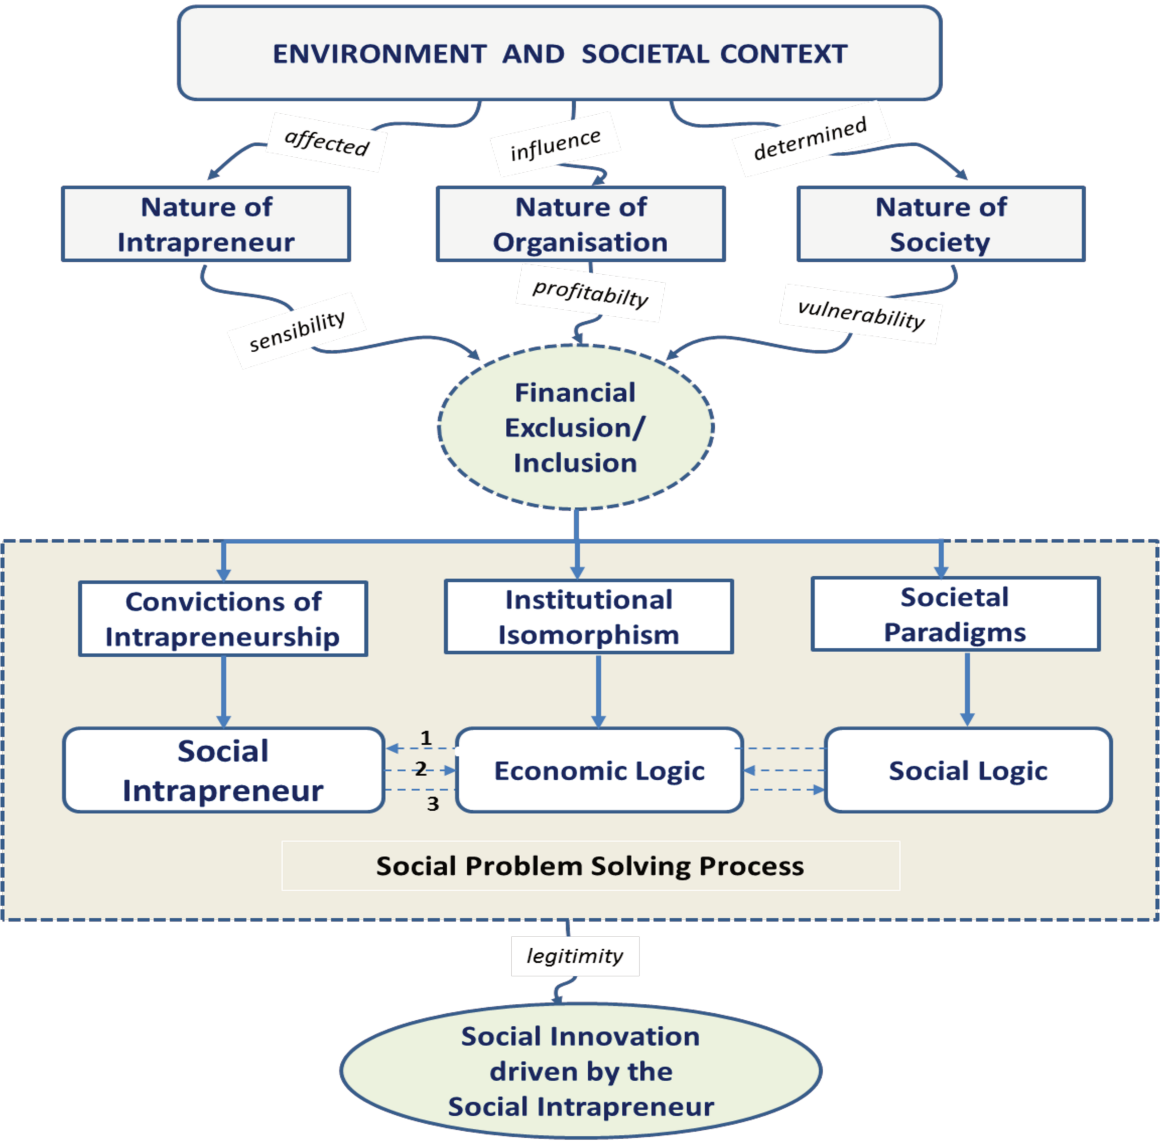 ENVIRONMENT AND SOCIETAL CONTEXT
affected
influence
determined
Nature of
Intrapreneur
Nature of
Organisation
Nature of
Society
sensibility
profitabilty
vulnerability
Financial
Exclusion/
Inclusion
Convictions of
Intrapreneurship
Institutional
Isomorphism
Societal
Paradigms
Social
Intrapreneur
1
2
3
Economic Logic
Social Logic
Social Problem Solving Process
legitimity
Social Innovation
driven by the
Social Intrapreneur